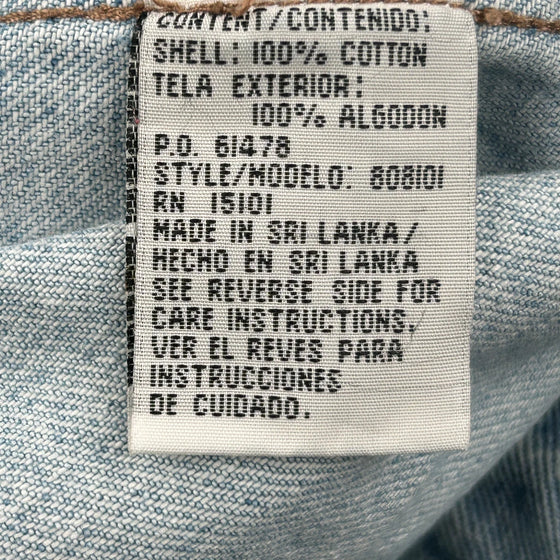 CONTENT/CONTENIDO:
SHELL: 100% COTTON
TELA EXTERIOR:
100% ALGODON
P.O. 61478
STYLE/MODELO: 808101
RN 15101
MADE IN SRI LANKA/
HECHO EN SRI LANKA
SEE REVERSE SIDE FOR
CARE INSTRUCTIONS.
VER EL REVES PARA
INSTRUCCIONES
DE CUIDADO.